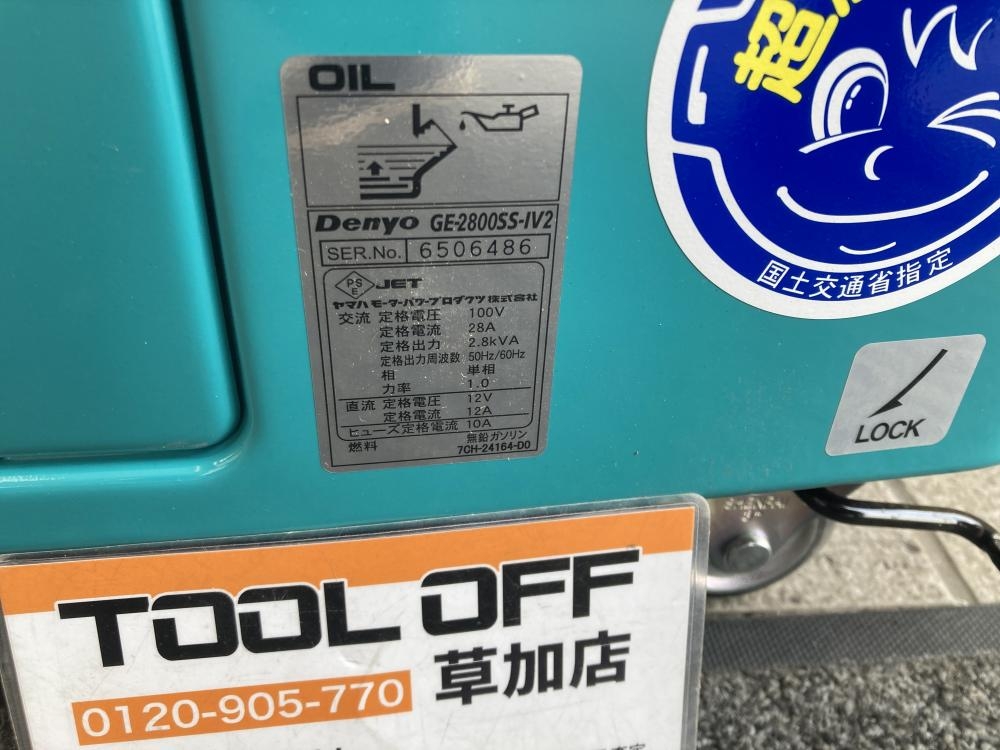 OIL
Denyo GE-2800SS-IV2
SER.No. 6506486
PS E JET
ヤマハモーターパワープロダクツ株式会社
交流 定格電圧 100V
定格電流 28A
定格出力 2.8kVA
定格出力周波数 50Hz/60Hz
相 単相
力率 1.0
直流 定格電圧 12V
定格電流 12A
ヒューズ定格電流 10A
燃料 無鉛ガソリン
7CH-24164-D0
超
国土交通省指定
LOCK
TOOL OFF
0120-905-770 草加店